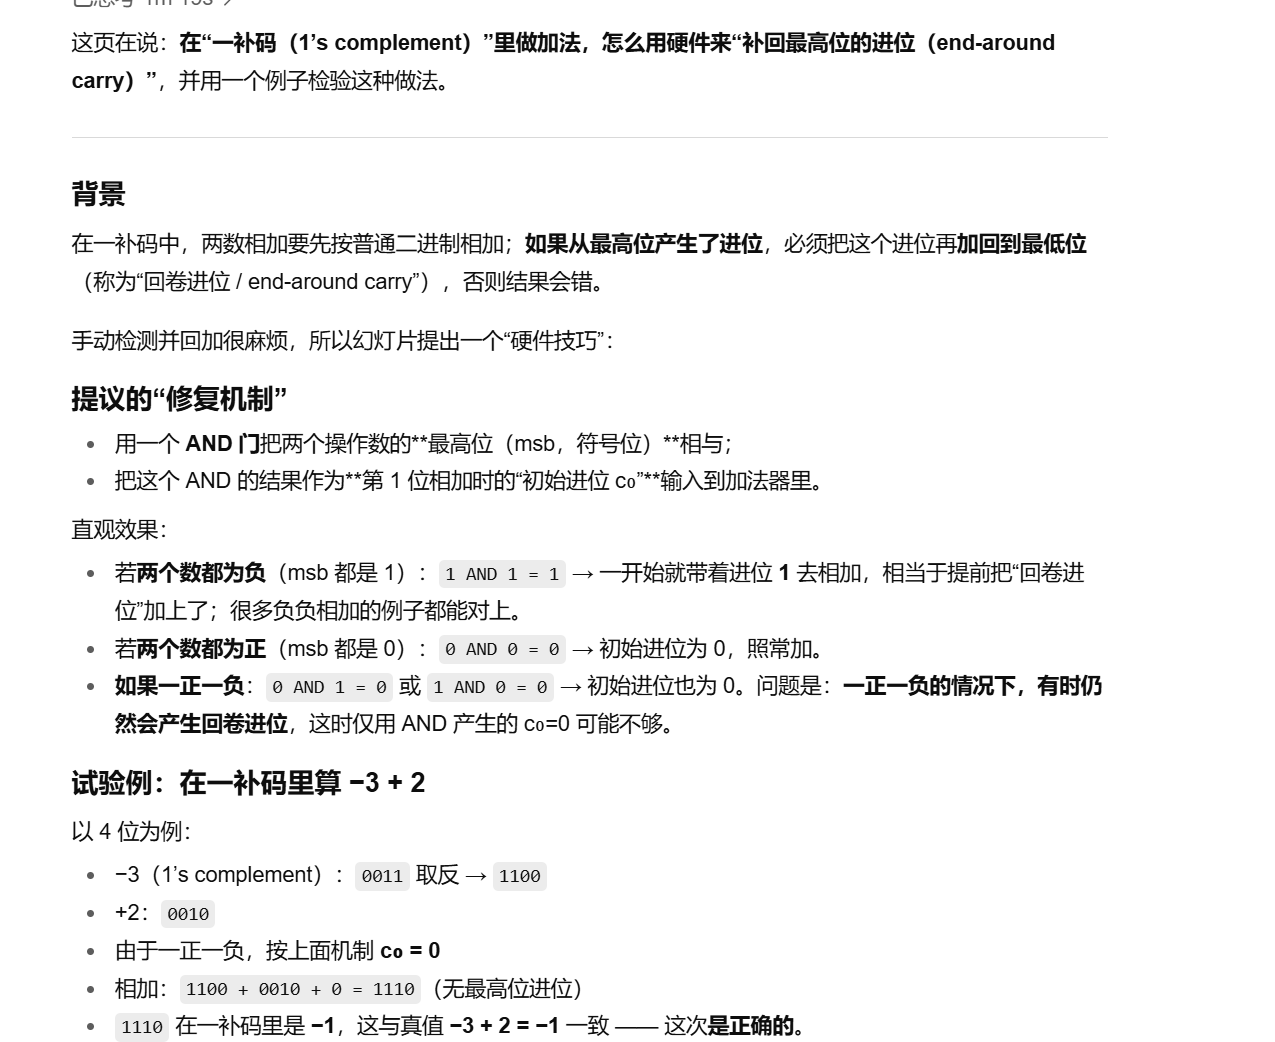 这页在说：在“一补码（1’s complement）”里做加法，怎么用硬件来“补回最高位的进位（end-around
carry）”，并用一个例子检验这种做法。
背景
在一补码中，两数相加要先按普通二进制相加；如果从最高位产生了进位，必须把这个进位再加回到最低位
（称为“回卷进位 / end-around carry”），否则结果会错。
手动检测并回加很麻烦，所以幻灯片提出一个“硬件技巧”：
提议的“修复机制”
• 用一个 AND 门把两个操作数的**最高位（msb，符号位）**相与；
• 把这个 AND 的结果作为**第 1 位相加时的“初始进位 c₀”**输入到加法器里。
直观效果：
• 若两个数都为负（msb 都是 1）：1 AND 1 = 1 → 一开始就带着进位 1 去相加，相当于提前把“回卷进
位”加上了；很多负负相加的例子都能对上。
• 若两个数都为正（msb 都是 0）：0 AND 0 = 0 → 初始进位为 0，照常加。
• 如果一正一负：0 AND 1 = 0 或 1 AND 0 = 0 → 初始进位也为 0。问题是：一正一负的情况下，有时仍
然会产生回卷进位，这时仅用 AND 产生的 c₀=0 可能不够。
试验例：在一补码里算 −3 + 2
以 4 位为例：
• −3（1’s complement）：0011 取反 → 1100
• +2：0010
• 由于一正一负，按上面机制 c₀ = 0
• 相加：1100 + 0010 + 0 = 1110（无最高位进位）
• 1110 在一补码里是 −1，这与真值 −3 + 2 = −1 一致 —— 这次是正确的。